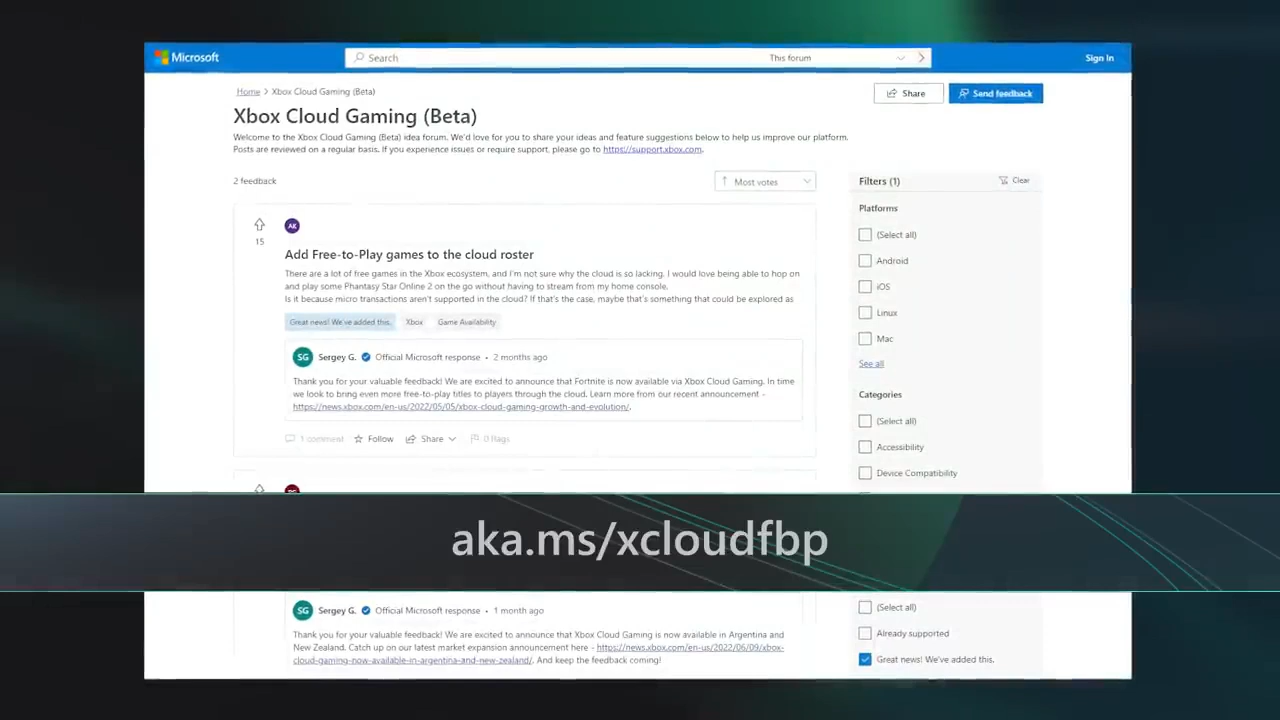 Microsoft
Search
This forum
Sign In
Home > Xbox Cloud Gaming (Beta)
Share
Send feedback
Xbox Cloud Gaming (Beta)
Welcome to the Xbox Cloud Gaming (Beta) idea forum. We'd love for you to share your ideas and feature suggestions below to help us improve our platform.
Posts are reviewed on a regular basis. If you experience issues or require support, please go to https://support.xbox.com.
2 feedback
Most votes
15
AK
Add Free-to-Play games to the cloud roster
There are a lot of free games in the Xbox ecosystem, and I'm not sure why the cloud is so lacking. I would love being able to hop on
and play some Phantasy Star Online 2 on the go without having to stream from my home console.
Is it because micro transactions aren't supported in the cloud? If that's the case, maybe that's something that could be explored as
Great news! We've added this.
Xbox
Game Availability
SG Sergey G. Official Microsoft response • 2 months ago
Thank you for your valuable feedback! We are excited to announce that Fortnite is now available via Xbox Cloud Gaming. In time
we look to bring even more free-to-play titles to players through the cloud. Learn more from our recent announcement -
https://news.xbox.com/en-us/2022/05/05/xbox-cloud-gaming-growth-and-evolution/.
1 comment
Follow
Share
0 flags
Filters (1)
Clear
Platforms
(Select all)
Android
iOS
Linux
Mac
See all
Categories
(Select all)
Accessibility
Device Compatibility
aka.ms/xcloudfbp
SG Sergey G. Official Microsoft response • 1 month ago
Thank you for your valuable feedback! We are excited to announce that Xbox Cloud Gaming is now available in Argentina and
New Zealand. Catch up on our latest market expansion announcement here - https://news.xbox.com/en-us/2022/06/09/xbox-
cloud-gaming-now-available-in-argentina-and-new-zealand/. And keep the feedback coming!
(Select all)
Already supported
Great news! We've added this.